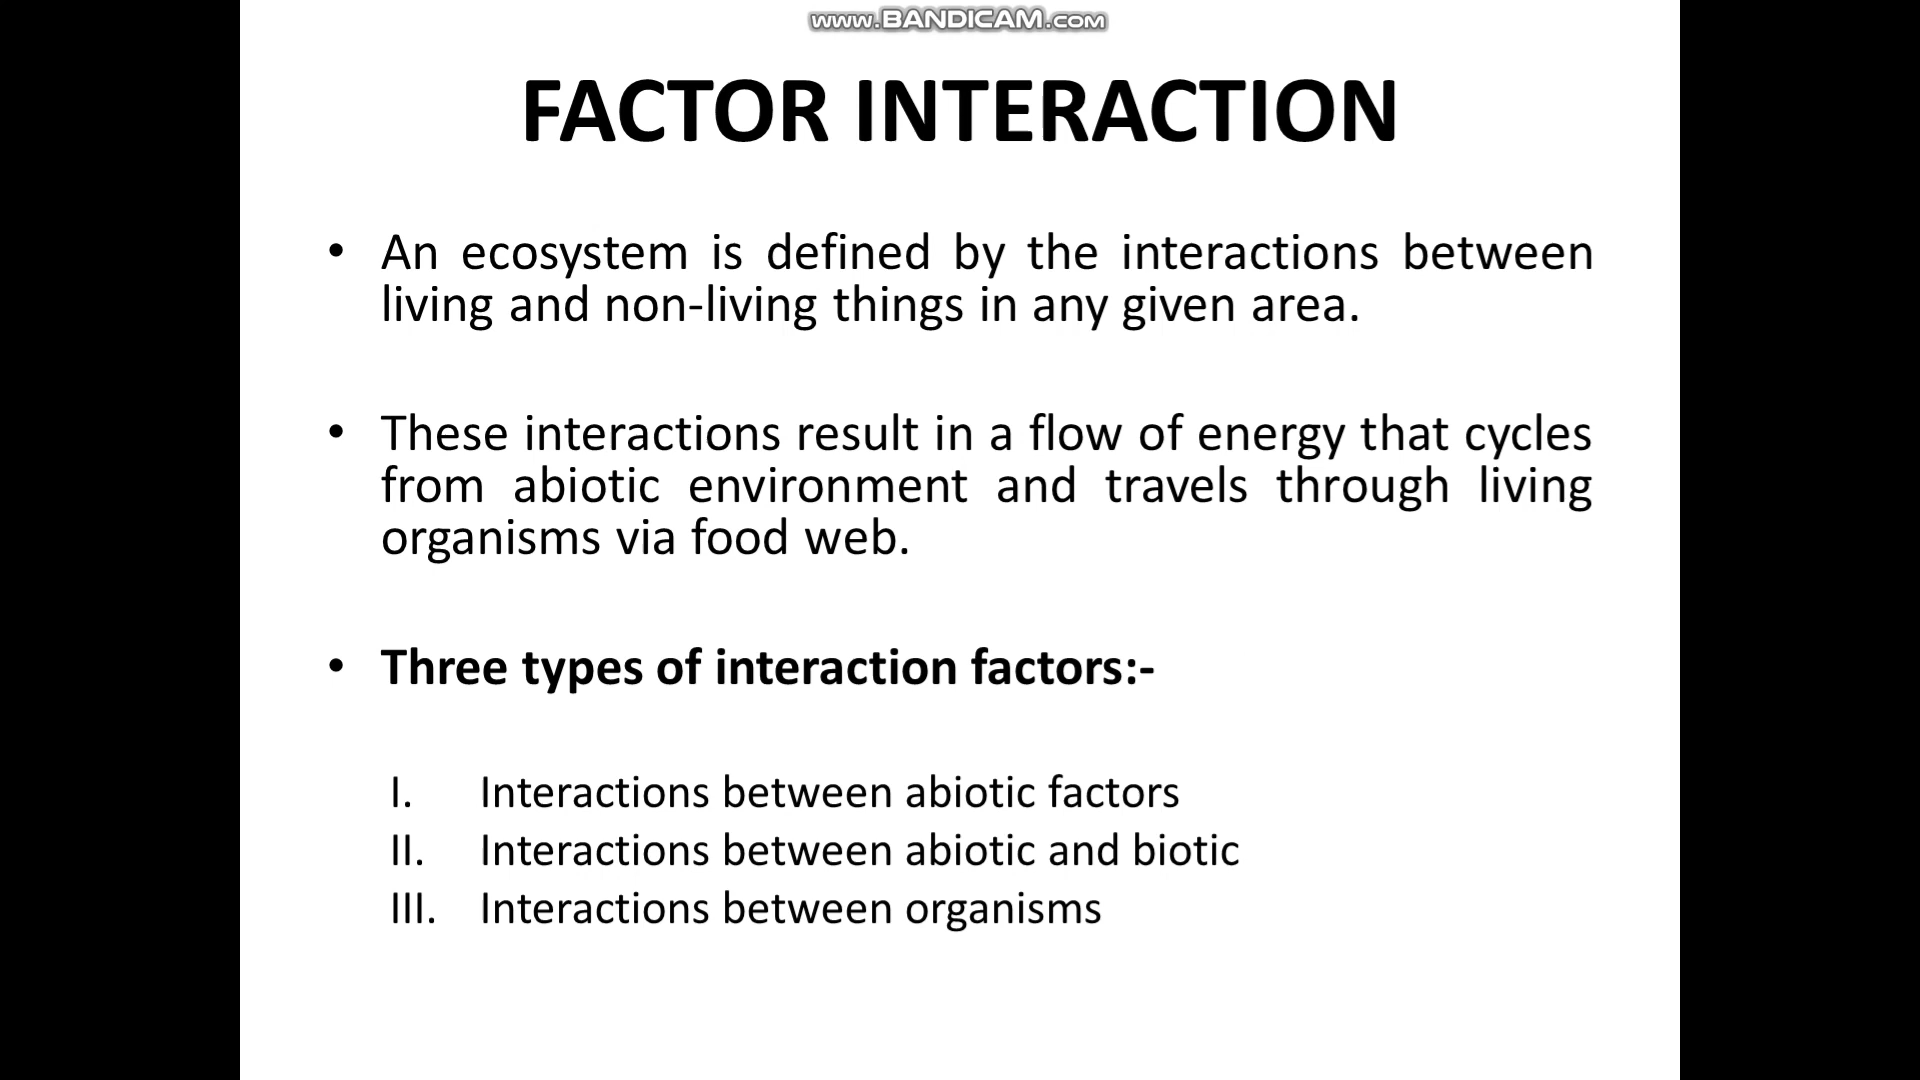 www.BANDICAM.com
FACTOR INTERACTION
• An ecosystem is defined by the interactions between
living and non-living things in any given area.
• These interactions result in a flow of energy that cycles
from abiotic environment and travels through living
organisms via food web.
• Three types of interaction factors:-
I. Interactions between abiotic factors
II. Interactions between abiotic and biotic
III. Interactions between organisms